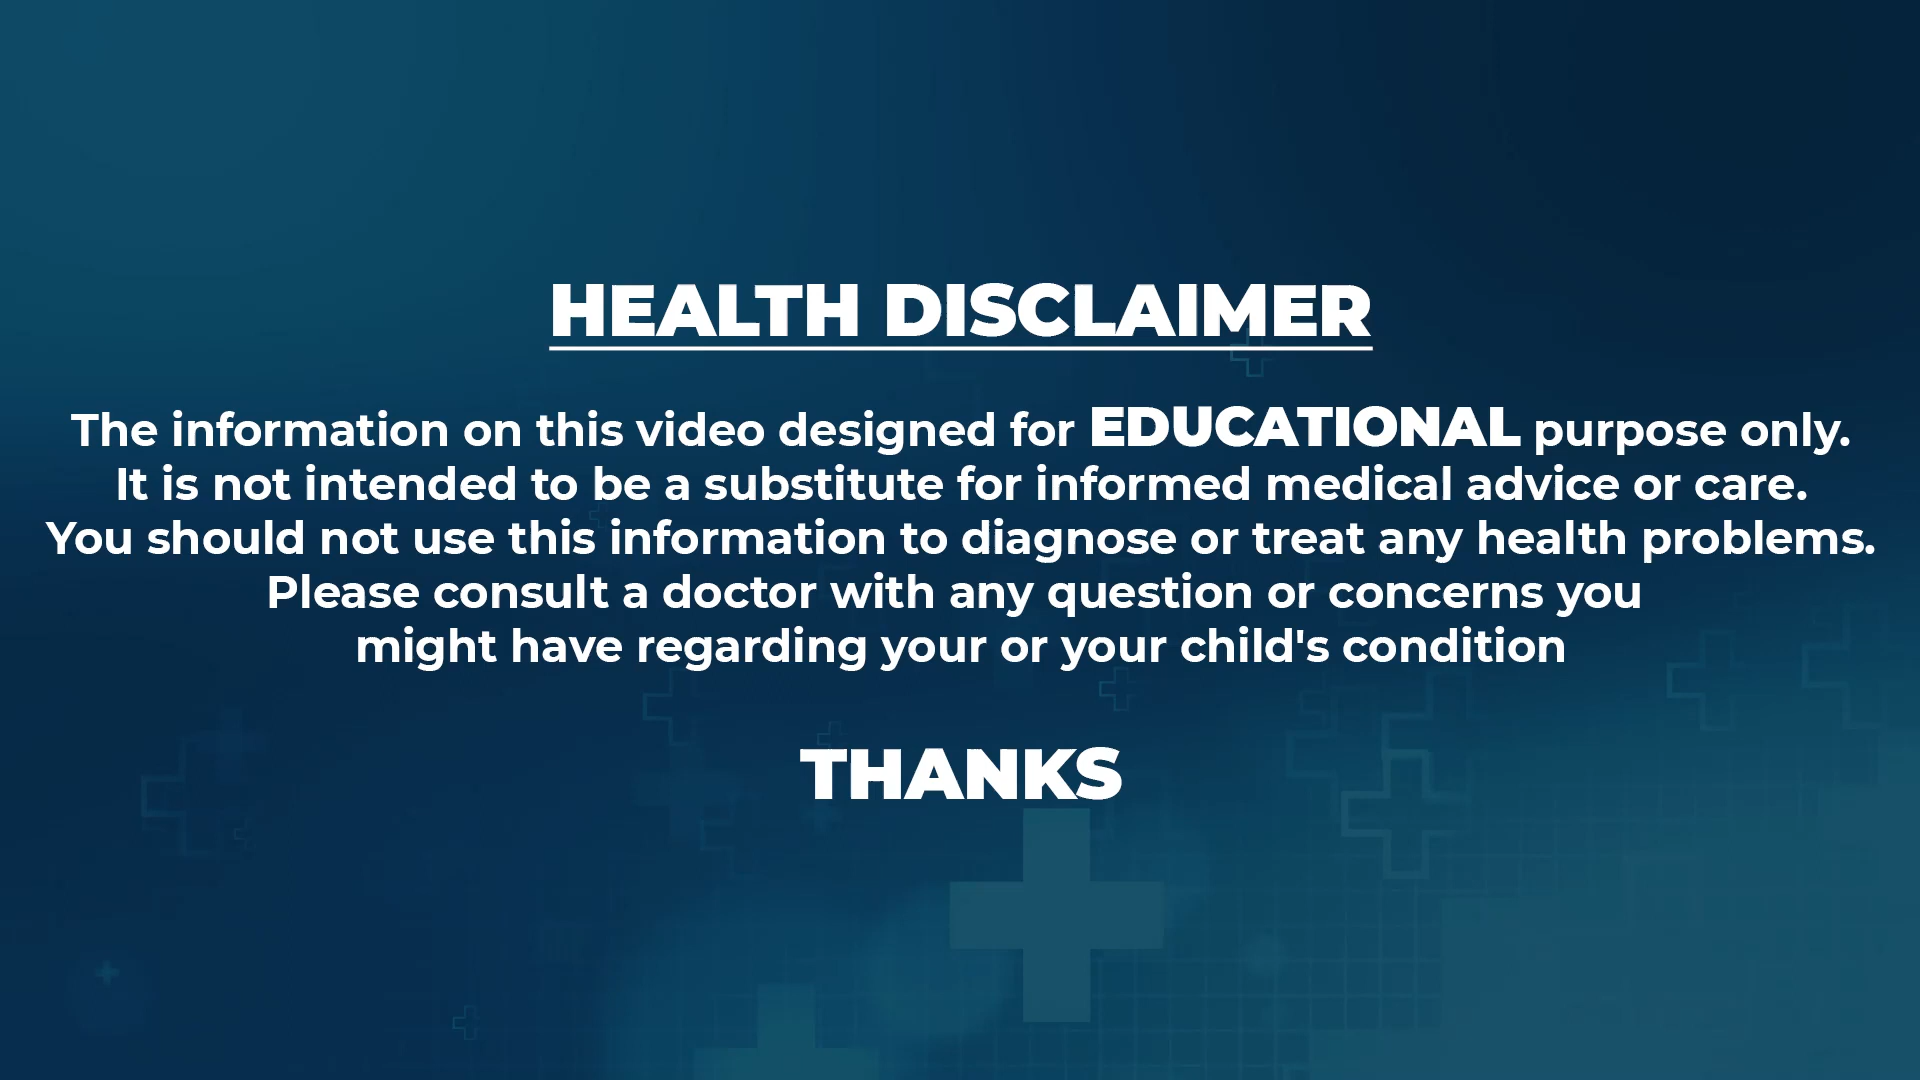 HEALTH DISCLAIMER
The information on this video designed for EDUCATIONAL purpose only.
It is not intended to be a substitute for informed medical advice or care.
You should not use this information to diagnose or treat any health problems.
Please consult a doctor with any question or concerns you
might have regarding your or your child's condition
THANKS